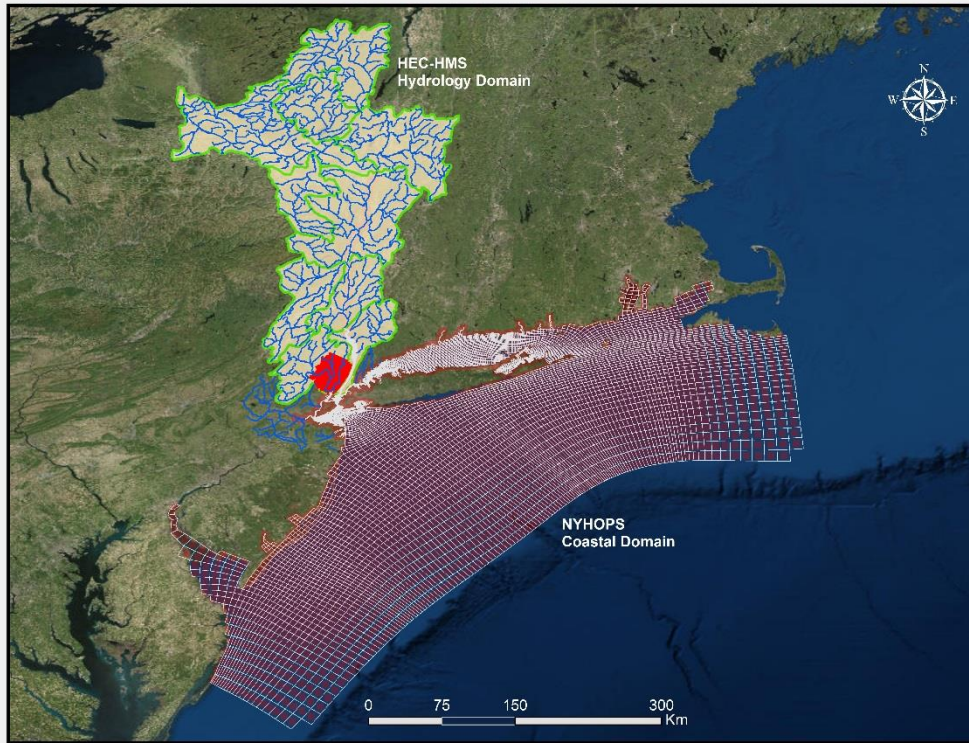 HEC-HMS
Hydrology Domain
N
W
E
S
NYHOPS
Coastal Domain
0 75 150 300
Km